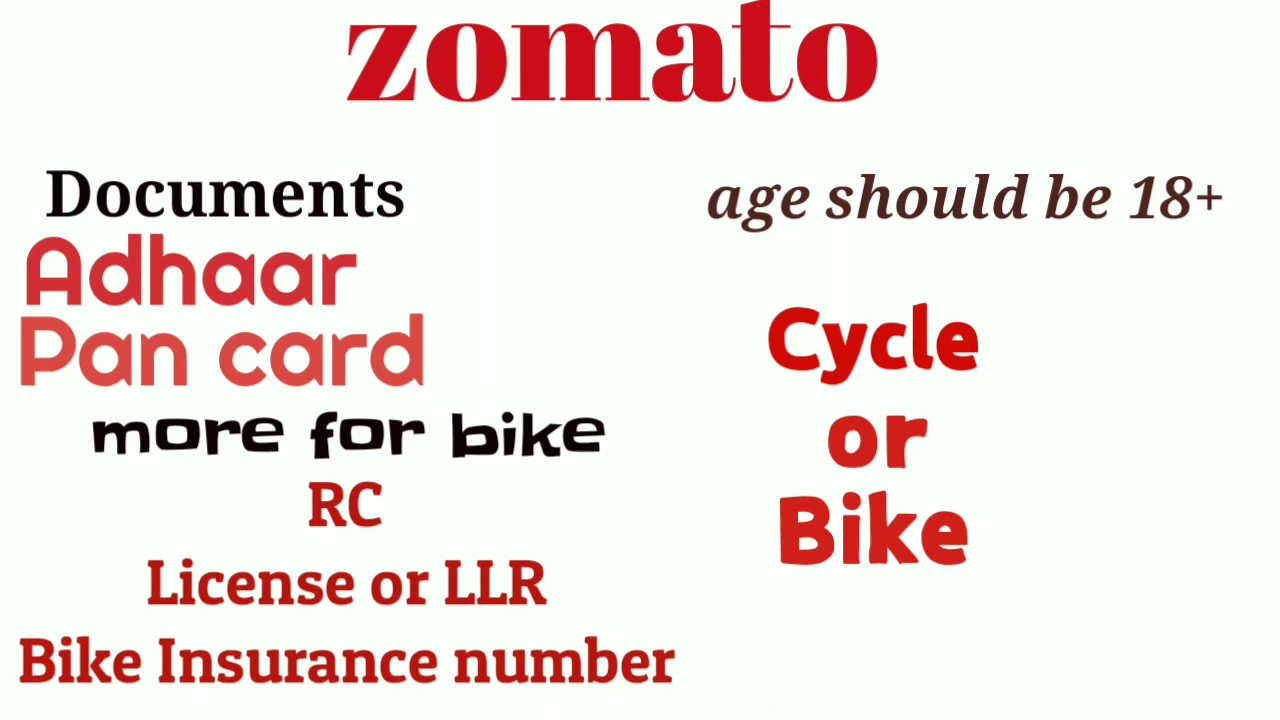 zomato
Documents
Adhaar
Pan card
more for bike
RC
License or LLR
Bike Insurance number
age should be 18+
Cycle
or
Bike